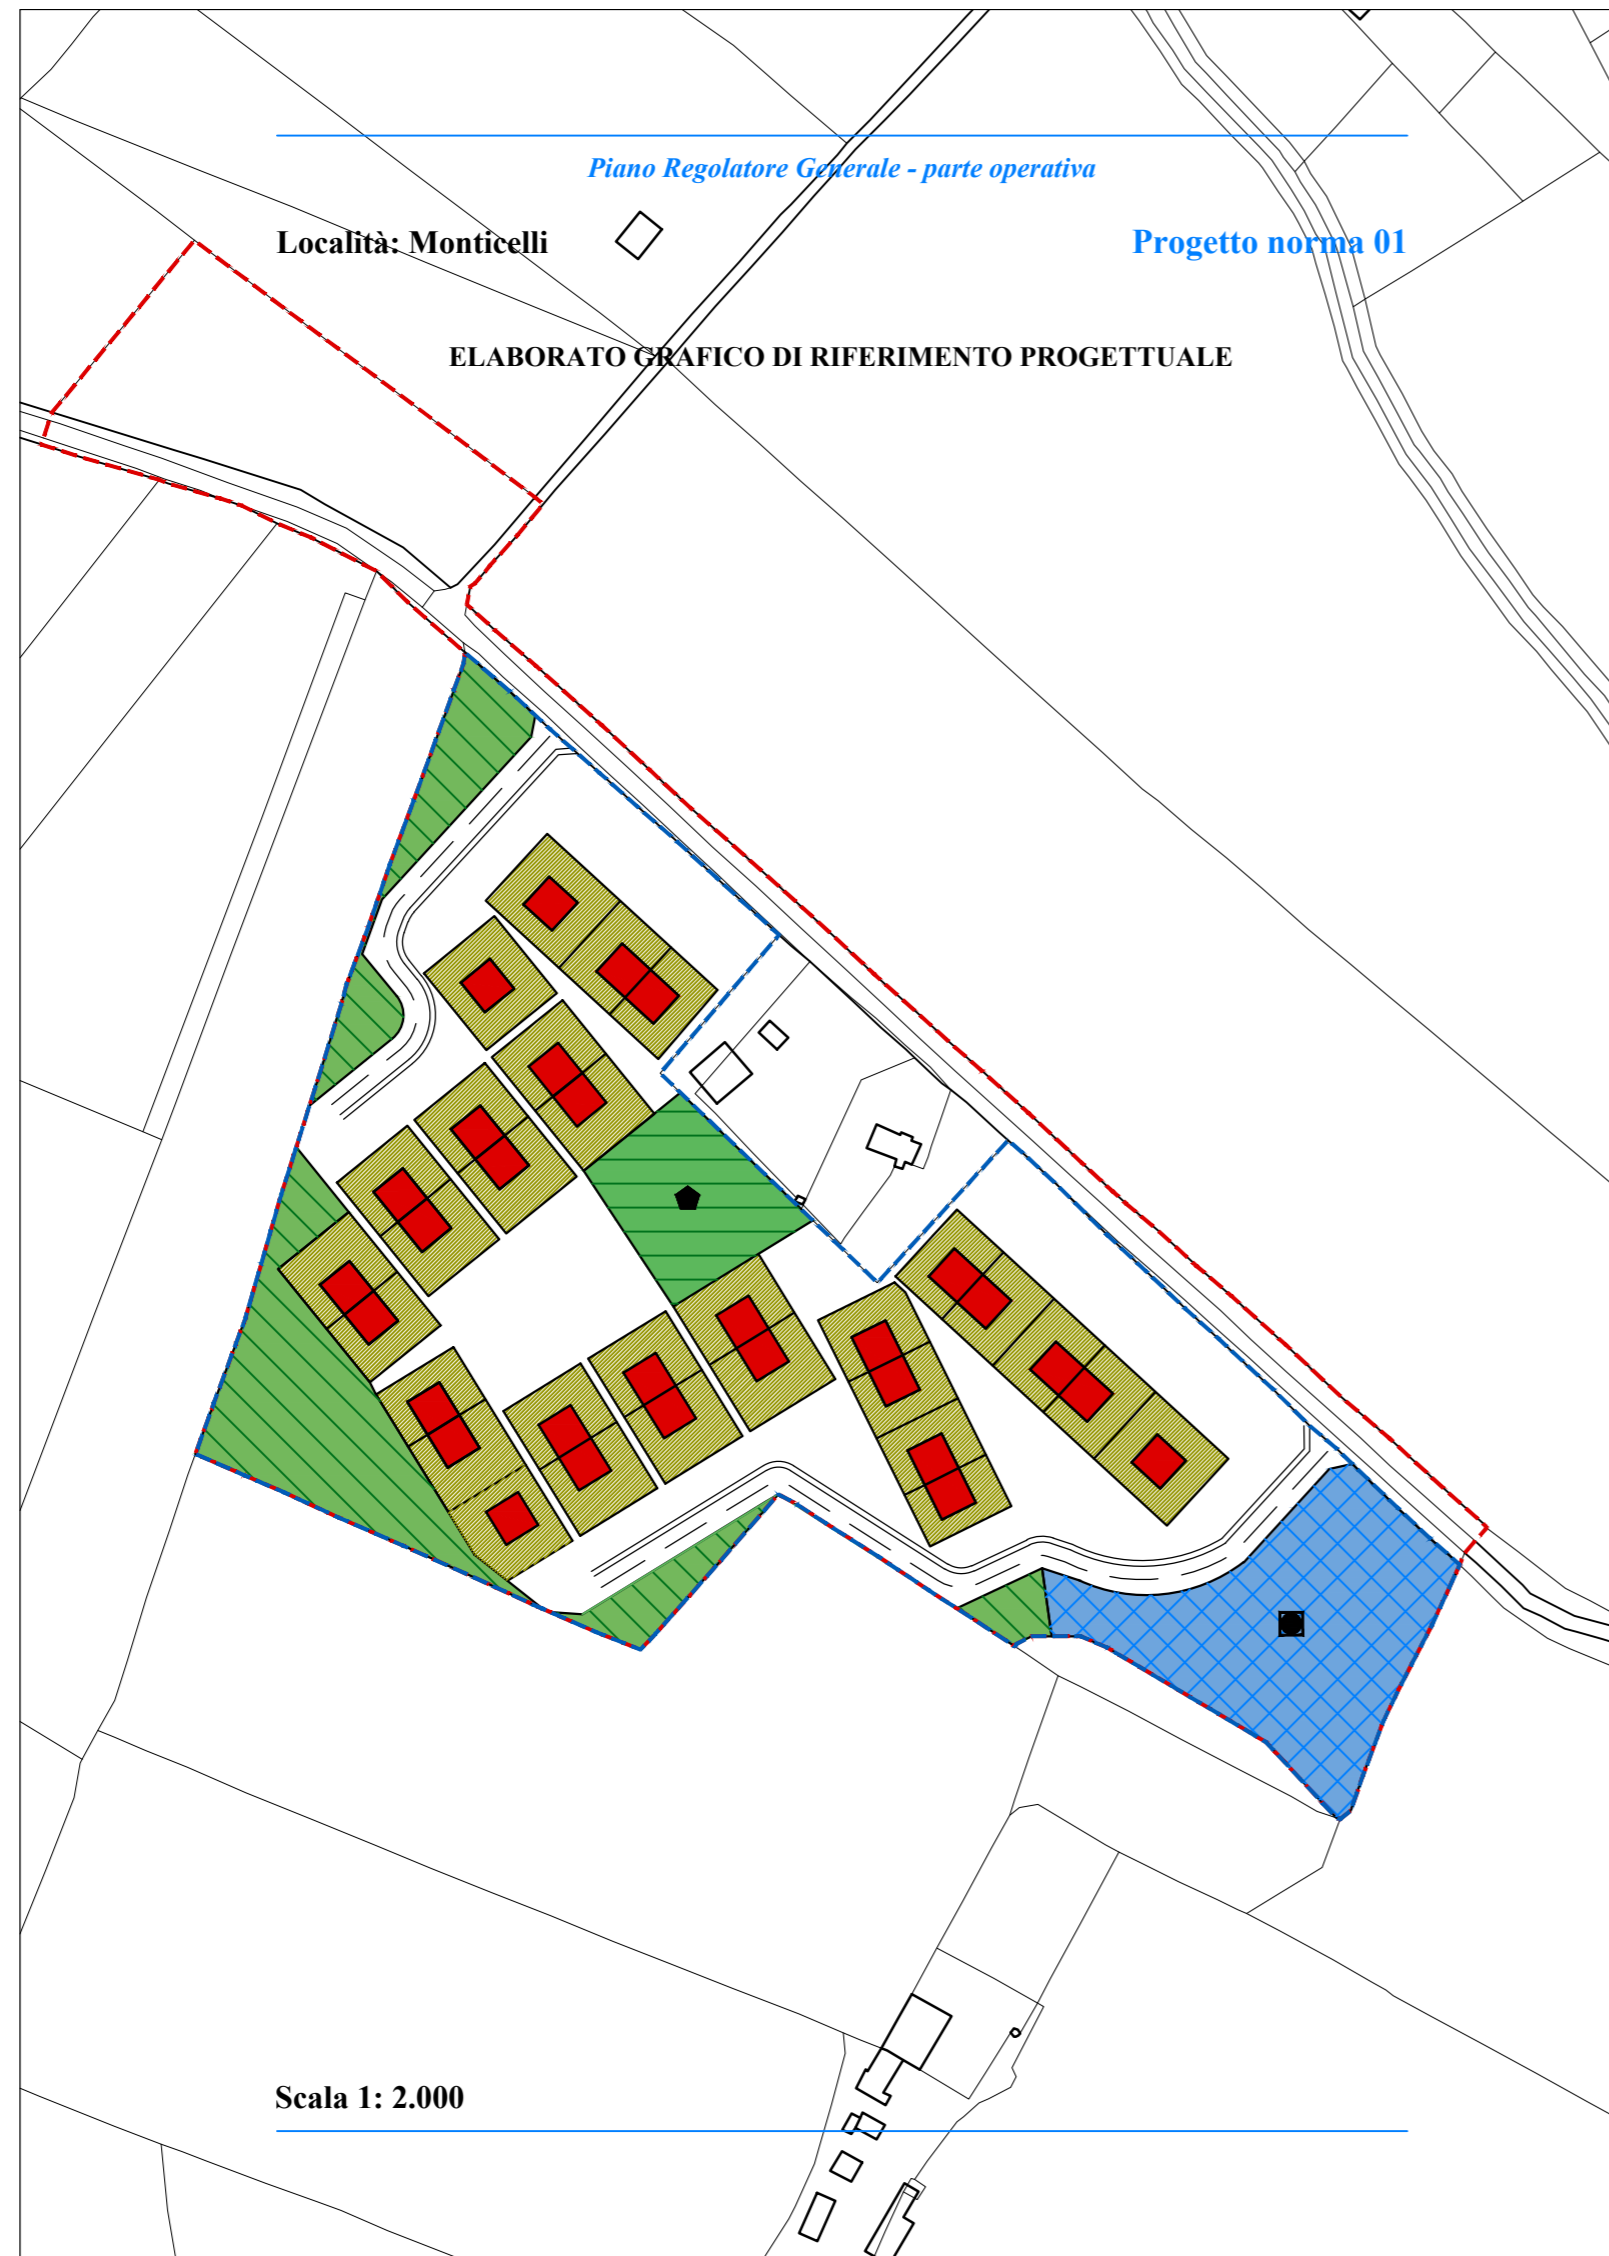 Piano Regolatore Generale - parte operativa
Località: Monticelli
Progetto norma 01
ELABORATO GRAFICO DI RIFERIMENTO PROGETTUALE
Scala 1: 2.000